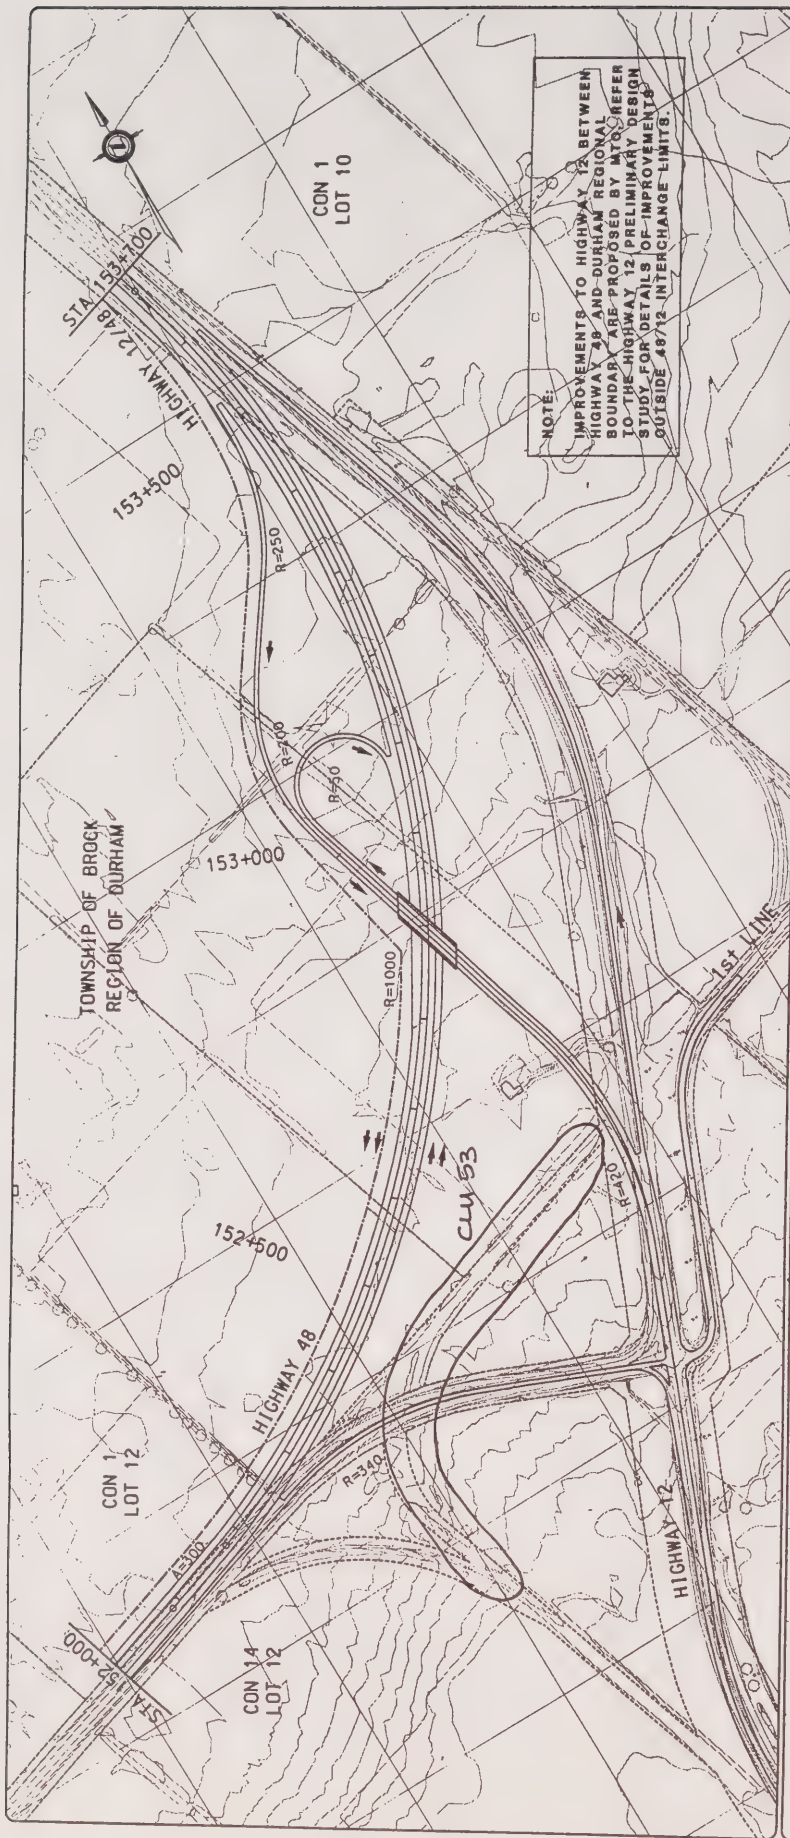 CON 1
LOT 10
NOTE:
IMPROVEMENTS TO HIGHWAY 12 BETWEEN
HIGHWAY 48 AND DURHAM REGIONAL
BOUNDARY ARE PROPOSED BY MTO. REFER
TO THE HIGHWAY 12 PRELIMINARY DESIGN
STUDY FOR DETAILS OF IMPROVEMENTS
OUTSIDE 48/12 INTERCHANGE LIMITS.
STA 153+700
HIGHWAY 12/48
153+500
R=250
R=200
R=90
TOWNSHIP OF BROCK
REGION OF DURHAM
153+000
R=1000
1st LINE
CLU 53
R=420
152+500
HIGHWAY 48
CON 1
LOT 12
R=340
A=300
HIGHWAY 12
STA 152+000
CON 14
LOT 12